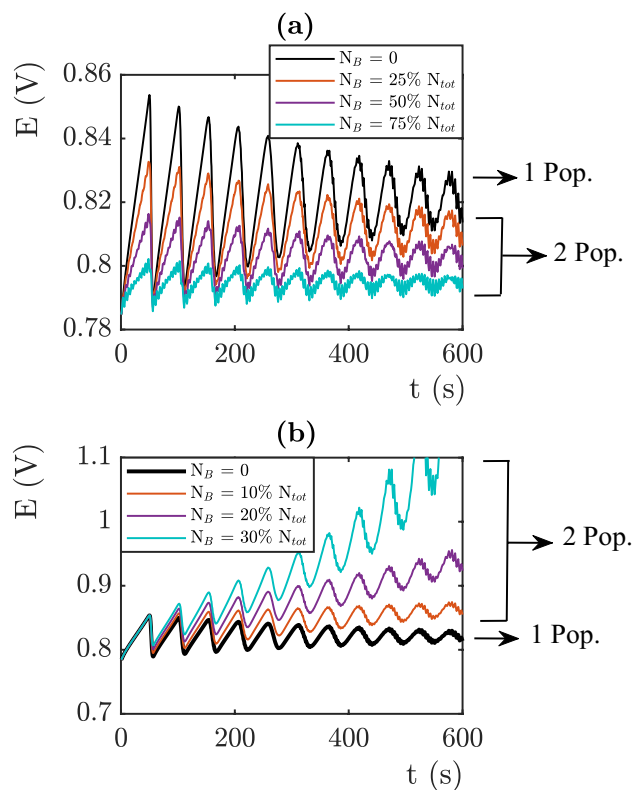 (a)
E (V)
0.86
0.84
0.82
0.8
0.78
N_B = 0
N_B = 25% N_tot
N_B = 50% N_tot
N_B = 75% N_tot
1 Pop.
2 Pop.
0 200 400 600
t (s)
(b)
E (V)
1.1
1
0.9
0.8
0.7
N_B = 0
N_B = 10% N_tot
N_B = 20% N_tot
N_B = 30% N_tot
2 Pop.
1 Pop.
0 200 400 600
t (s)